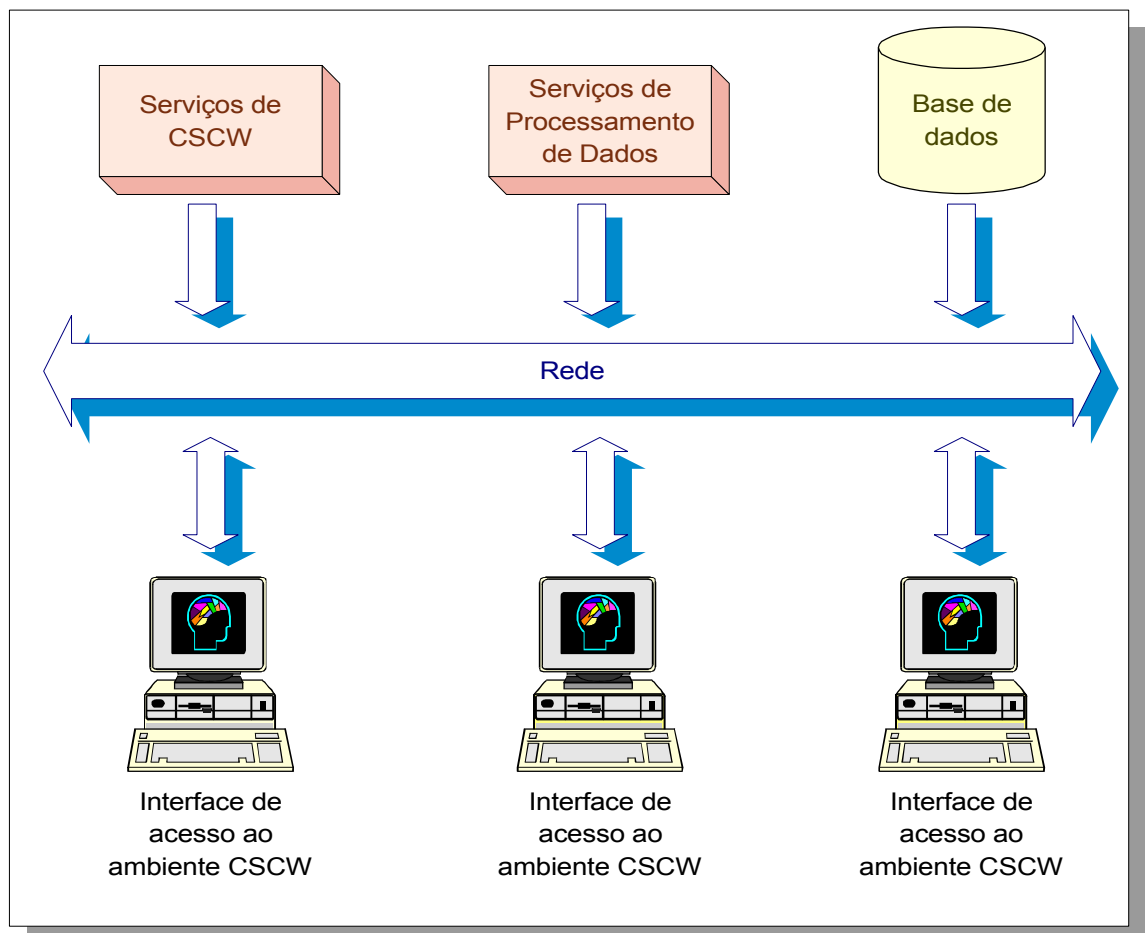 Serviços de
CSCW
Serviços de
Processamento
de Dados
Base de
dados
Rede
Interface de
acesso ao
ambiente CSCW
Interface de
acesso ao
ambiente CSCW
Interface de
acesso ao
ambiente CSCW